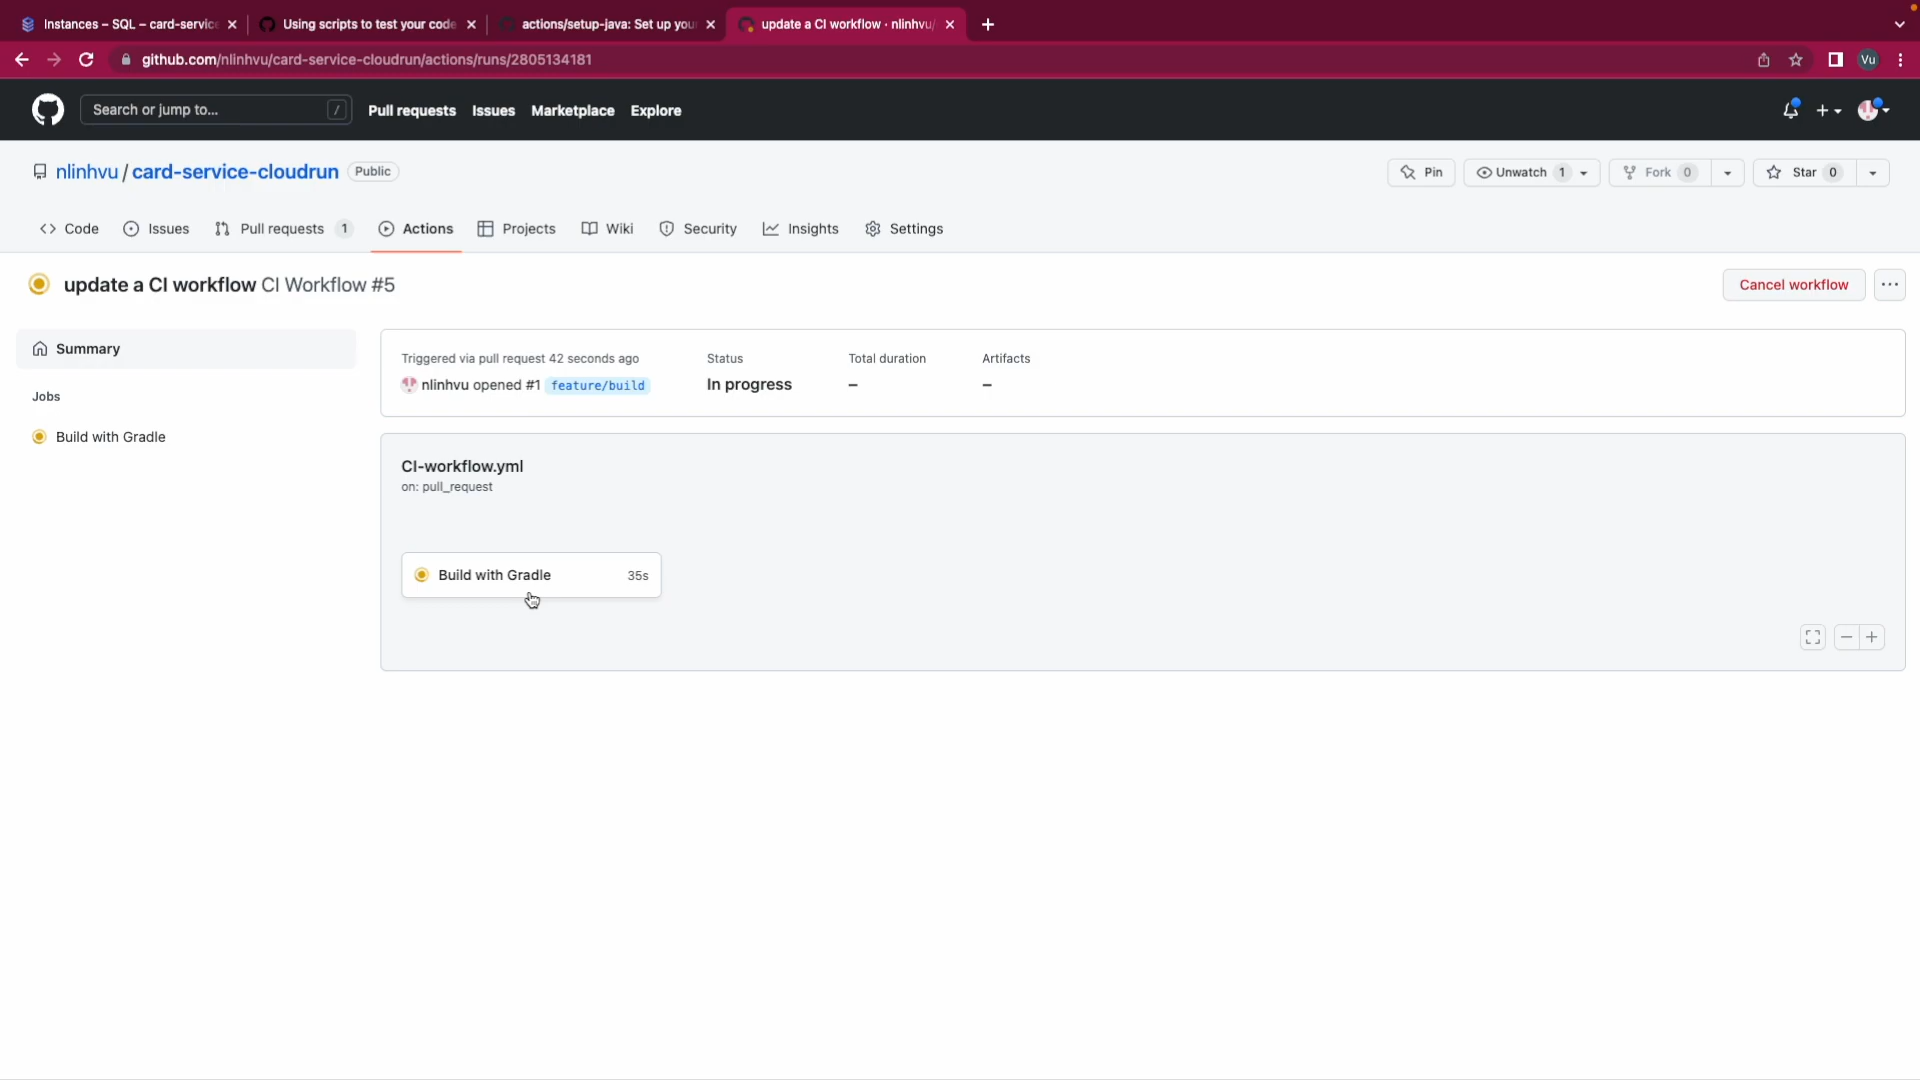 Instances – SQL – card-service
Using scripts to test your code
actions/setup-java: Set up you
update a CI workflow · nlinhvu/
github.com/nlinhvu/card-service-cloudrun/actions/runs/2805134181
Vu
Search or jump to...
/
Pull requests
Issues
Marketplace
Explore
nlinhvu / card-service-cloudrun
Public
Pin
Unwatch 1
Fork 0
Star 0
Code
Issues
Pull requests 1
Actions
Projects
Wiki
Security
Insights
Settings
update a CI workflow CI Workflow #5
Cancel workflow
Summary
Jobs
Build with Gradle
Triggered via pull request 42 seconds ago
nlinhvu opened #1 feature/build
Status
In progress
Total duration
–
Artifacts
–
CI-workflow.yml
on: pull_request
Build with Gradle 35s